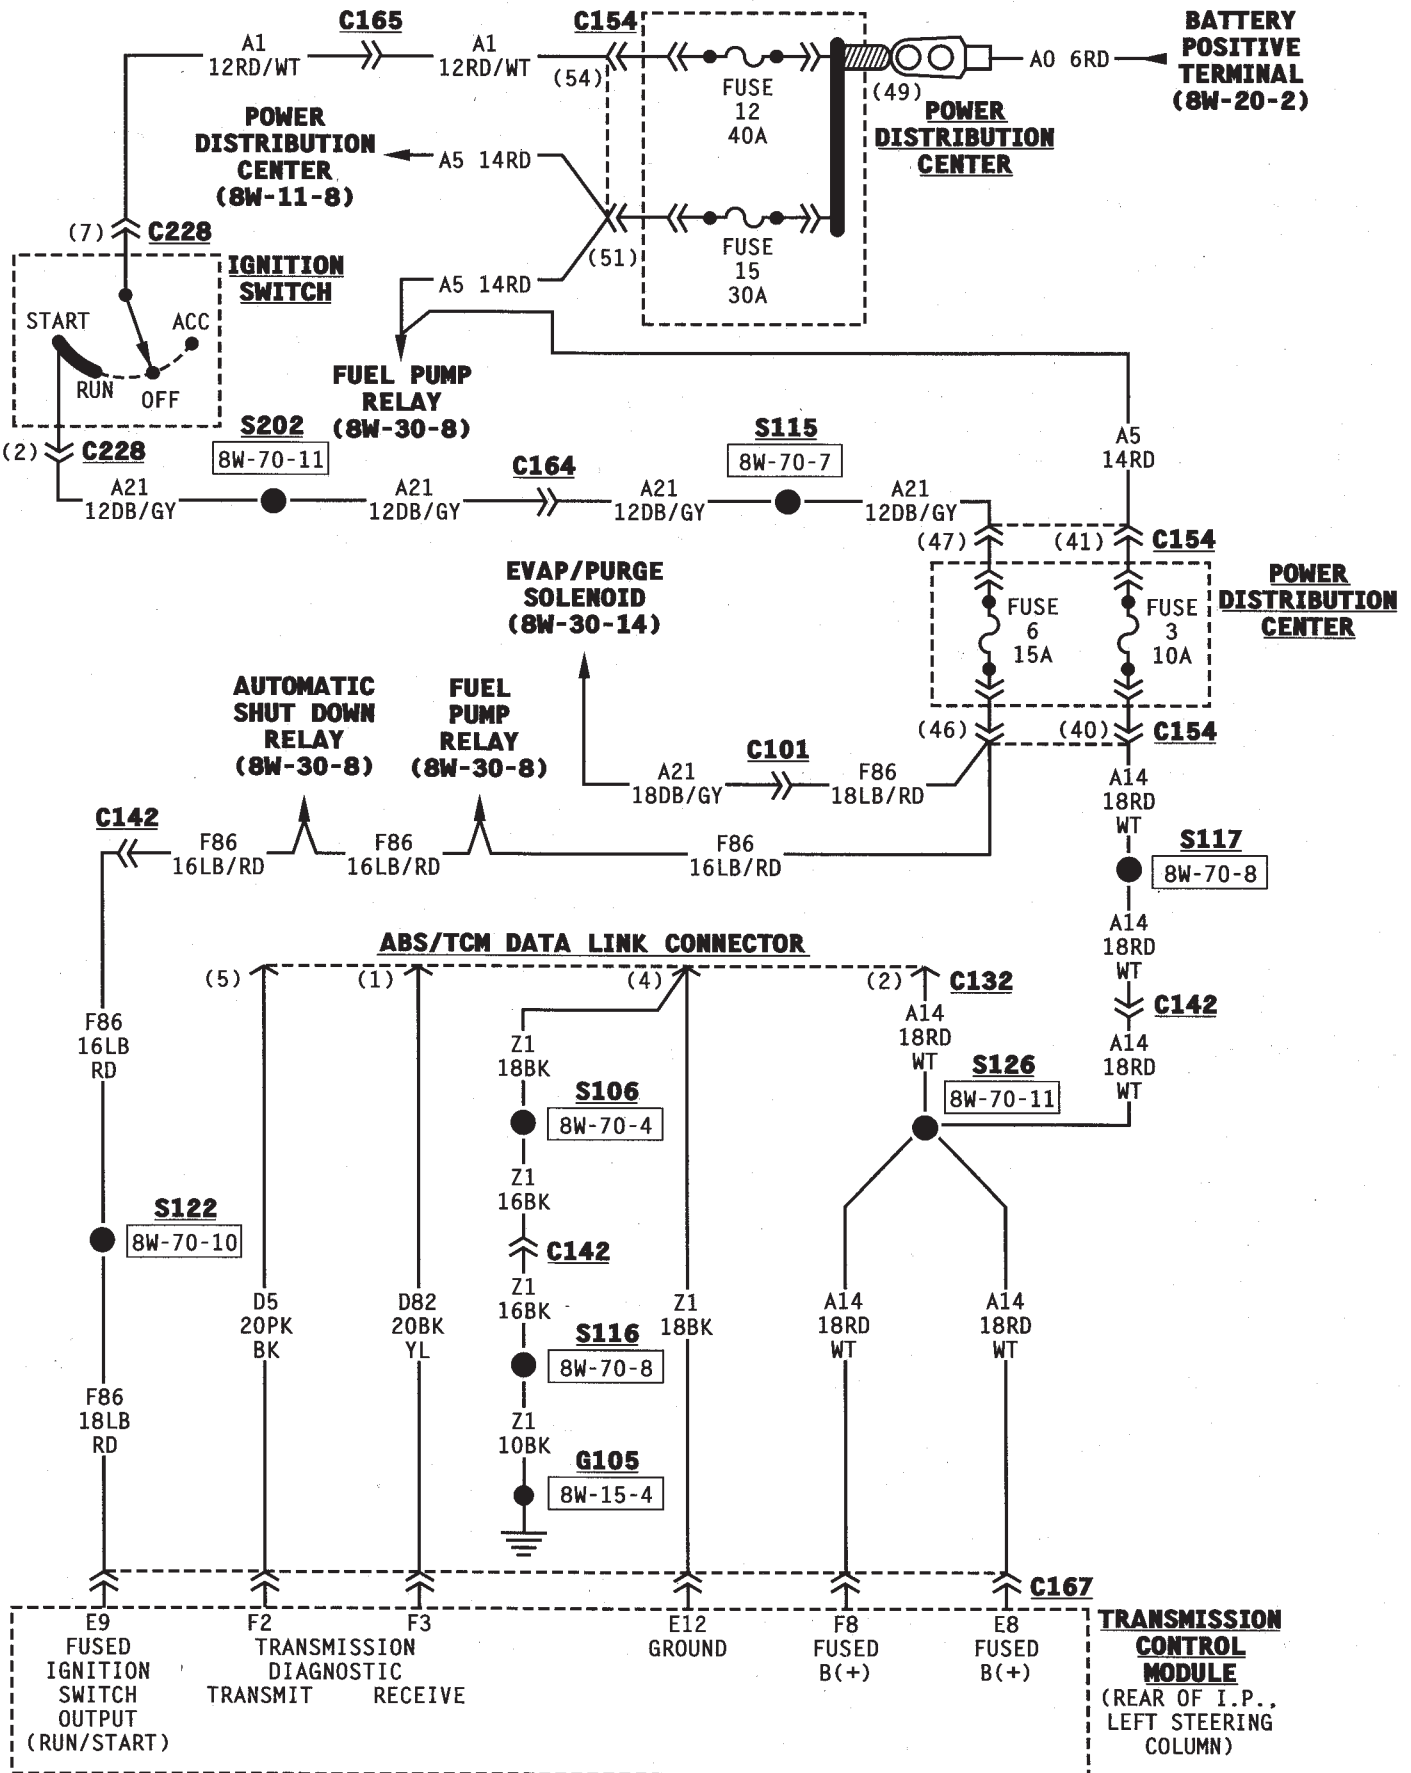 C165
C154
BATTERY
POSITIVE
TERMINAL
(8W-20-2)
A1
12RD/WT
A1
12RD/WT
(54)
FUSE
12
40A
(49)
A0 6RD
POWER
DISTRIBUTION
CENTER
POWER
DISTRIBUTION
CENTER
(8W-11-8)
A5 14RD
(51)
FUSE
15
30A
(7)
C228
IGNITION
SWITCH
A5 14RD
START
ACC
RUN
OFF
FUEL PUMP
RELAY
(8W-30-8)
(2)
C228
S202
8W-70-11
C164
S115
8W-70-7
A5
14RD
A21
12DB/GY
A21
12DB/GY
A21
12DB/GY
A21
12DB/GY
(47)
(41)
C154
EVAP/PURGE
SOLENOID
(8W-30-14)
FUSE
6
15A
FUSE
3
10A
POWER
DISTRIBUTION
CENTER
AUTOMATIC
SHUT DOWN
RELAY
(8W-30-8)
FUEL
PUMP
RELAY
(8W-30-8)
(46)
(40)
C154
C101
A21
18DB/GY
F86
18LB/RD
A14
18RD
WT
C142
F86
16LB/RD
F86
16LB/RD
F86
16LB/RD
S117
8W-70-8
ABS/TCM DATA LINK CONNECTOR
(5)
(1)
(4)
(2)
C132
A14
18RD
WT
C142
F86
16LB
RD
Z1
18BK
A14
18RD
WT
A14
18RD
WT
S106
8W-70-4
S126
8W-70-11
Z1
16BK
S122
8W-70-10
C142
D5
20PK
BK
D82
20BK
YL
Z1
16BK
Z1
18BK
A14
18RD
WT
A14
18RD
WT
S116
8W-70-8
F86
18LB
RD
Z1
10BK
G105
8W-15-4
C167
E9
FUSED
IGNITION
SWITCH
OUTPUT
(RUN/START)
F2
F3
TRANSMISSION
DIAGNOSTIC
TRANSMIT RECEIVE
E12
GROUND
F8
FUSED
B(+)
E8
FUSED
B(+)
TRANSMISSION
CONTROL
MODULE
(REAR OF I.P.,
LEFT STEERING
COLUMN)